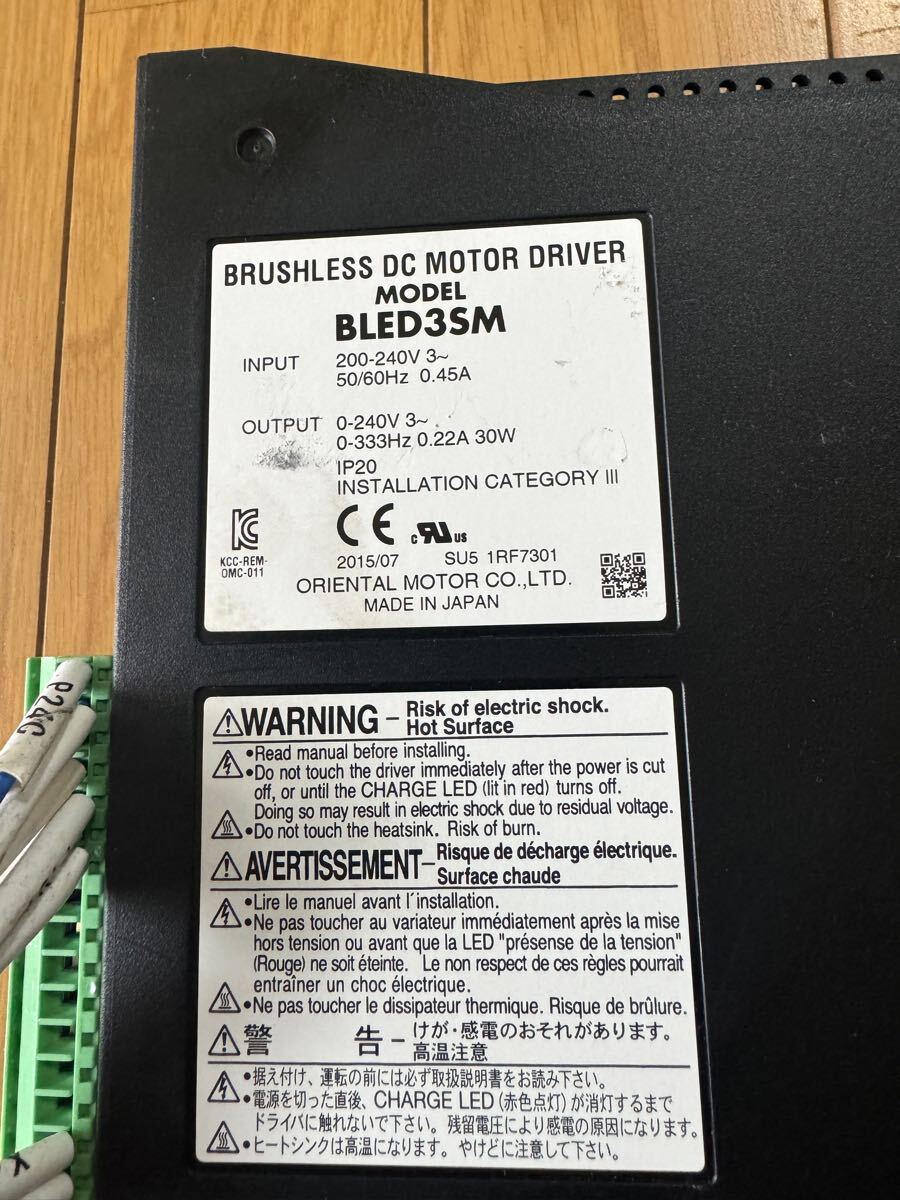 BRUSHLESS DC MOTOR DRIVER
MODEL
BLED3SM
INPUT 200-240V 3~
50/60Hz 0.45A
OUTPUT 0-240V 3~
0-333Hz 0.22A 30W
IP20
INSTALLATION CATEGORY III
KCC-REM-
OMC-011
CE c RU us
2015/07 SU5 1RF7301
ORIENTAL MOTOR CO.,LTD.
MADE IN JAPAN
P24G
⚠WARNING – Risk of electric shock.
Hot Surface
•Read manual before installing.
•Do not touch the driver immediately after the power is cut
off, or until the CHARGE LED (lit in red) turns off.
Doing so may result in electric shock due to residual voltage.
•Do not touch the heatsink. Risk of burn.
⚠AVERTISSEMENT–Risque de décharge électrique.
Surface chaude
•Lire le manuel avant l'installation.
•Ne pas toucher au variateur immédiatement après la mise
hors tension ou avant que la LED "présense de la tension"
(Rouge) ne soit éteinte. Le non respect de ces règles pourrait
entraîner un choc électrique.
•Ne pas toucher le dissipateur thermique. Risque de brûlure.
⚠警 告 – けが・感電のおそれがあります。
高温注意
•据え付け、運転の前には必ず取扱説明書をお読み下さい。
•電源を切った直後、CHARGE LED (赤色点灯) が消灯するまで
ドライバに触れないで下さい。残留電圧により感電の原因になります。
•ヒートシンクは高温になります。やけどに注意して下さい。